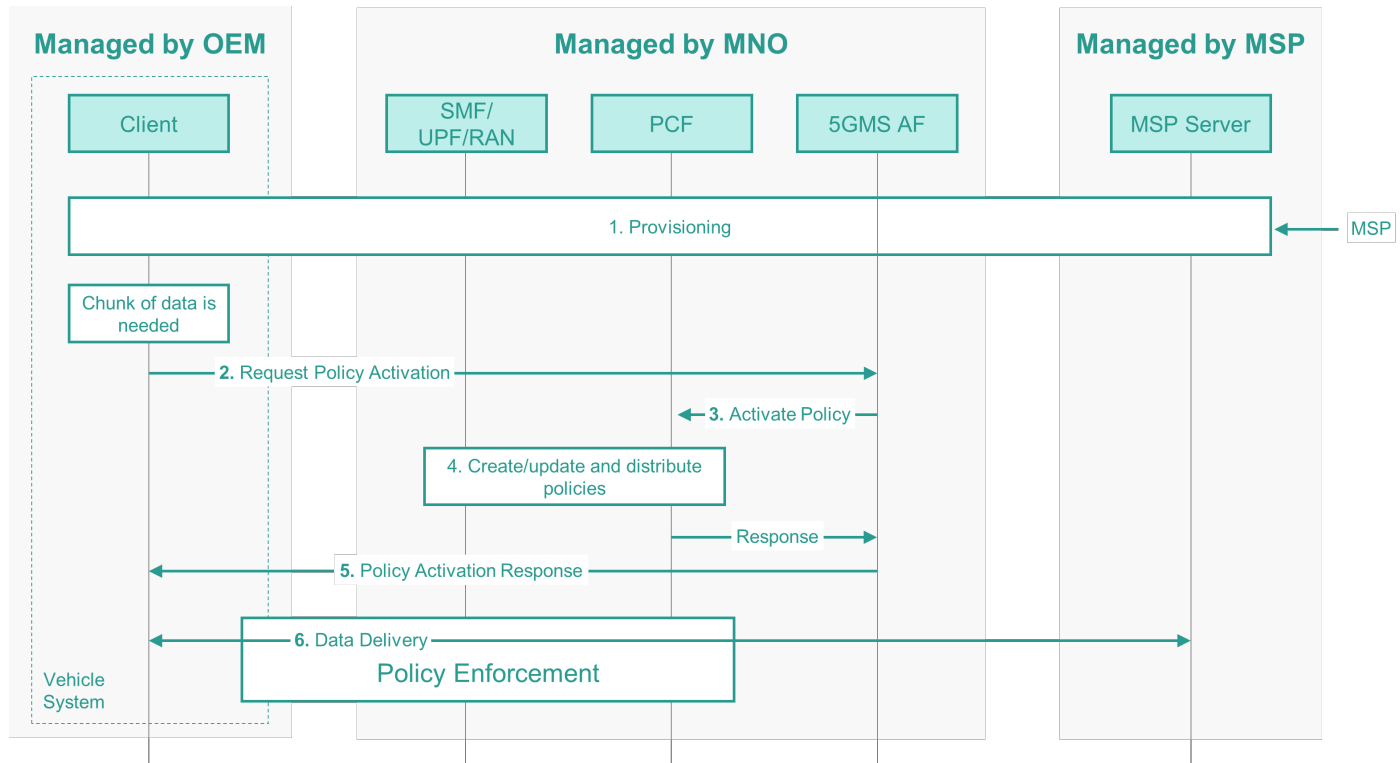 Managed by OEM
Managed by MNO
Managed by MSP
Client
SMF/
UPF/RAN
PCF
5GMS AF
MSP Server
1. Provisioning
MSP
Chunk of data is
needed
2. Request Policy Activation
3. Activate Policy
4. Create/update and distribute
policies
Response
5. Policy Activation Response
6. Data Delivery
Policy Enforcement
Vehicle
System